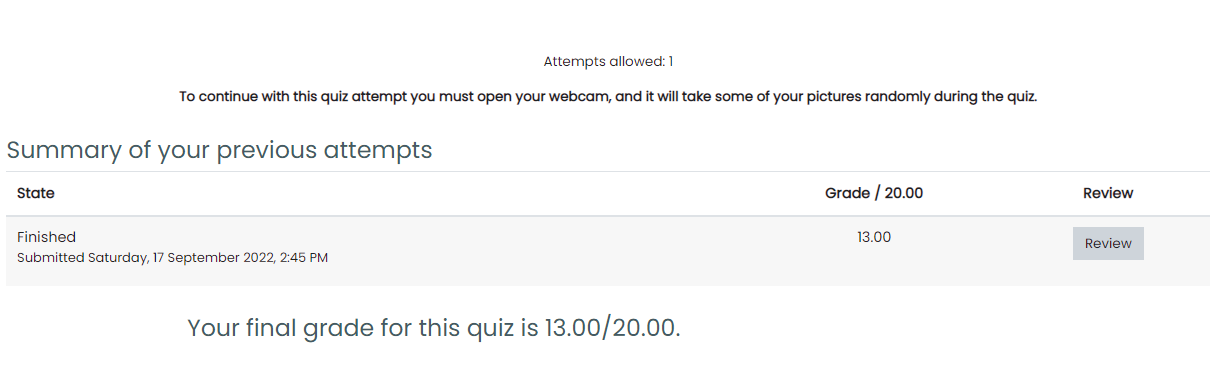 Attempts allowed: 1
To continue with this quiz attempt you must open your webcam, and it will take some of your pictures randomly during the quiz.
Summary of your previous attempts
State Grade / 20.00 Review
Finished 13.00 Review
Submitted Saturday, 17 September 2022, 2:45 PM
Your final grade for this quiz is 13.00/20.00.